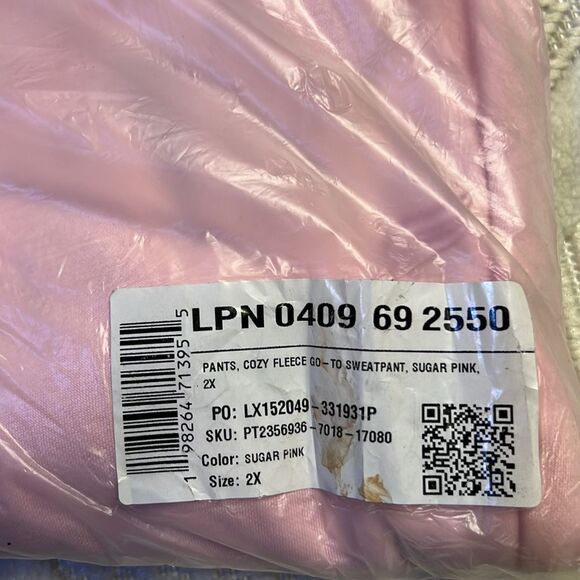 LPN 0409 69 2550
PANTS, COZY FLEECE GO-TO SWEATPANT, SUGAR PINK,
2X
PO: LX152049-331931P
SKU: PT2356936-7018-17080
Color: SUGAR PINK
Size: 2X
1 98264 71395 5